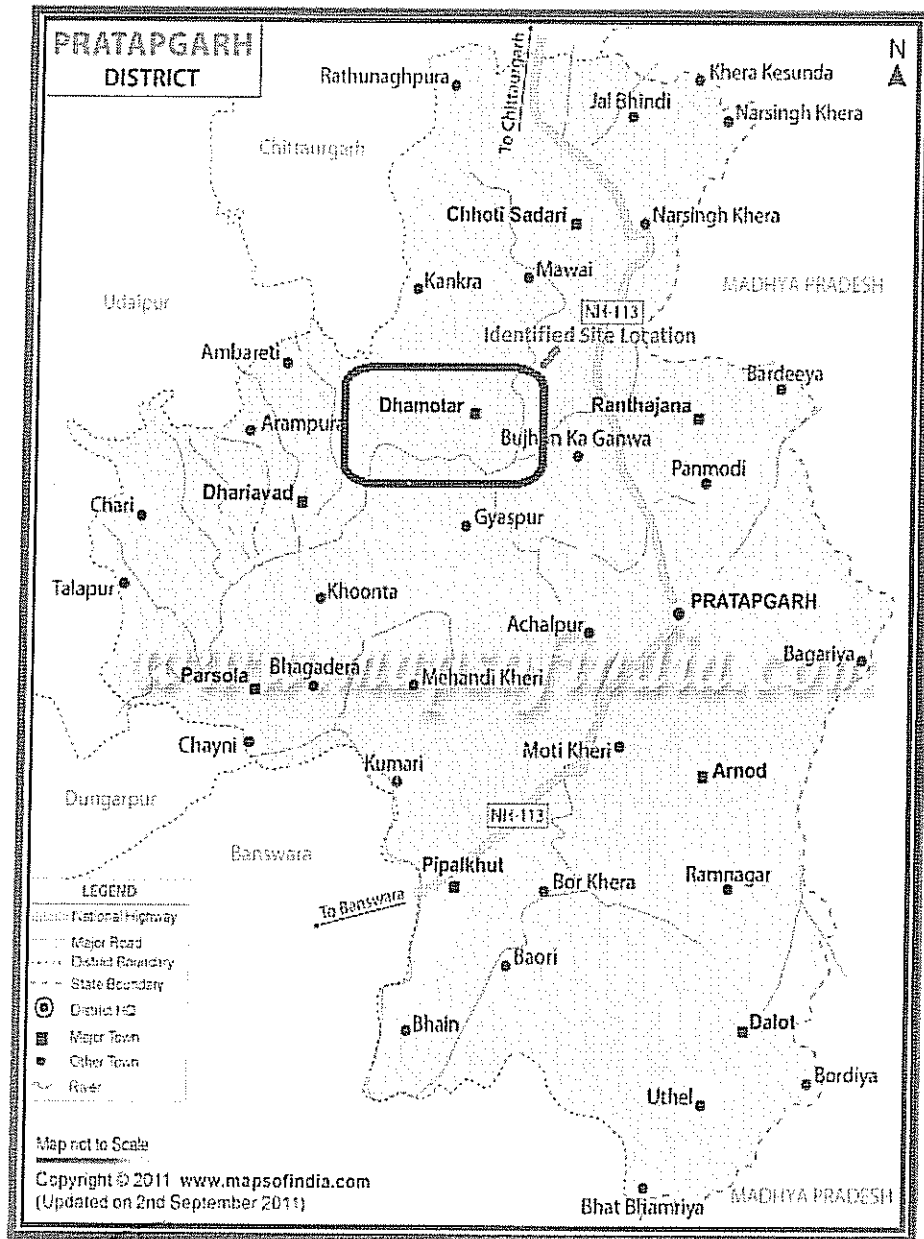 PRATAPGARH
DISTRICT
N
Rathunaghpura
Khera Kesunda
Jal Bhindi
Narsingh Khera
To Chittaurgarh
Chittaurgarh
Chhoti Sadari
Narsingh Khera
Mawai
Kankra
MADHYA PRADESH
Udaipur
NH-113
Identified Site Location
Ambareti
Bardeeya
Dhamotar
Ranthajana
Arampura
Bujhen Ka Ganwa
Panmodi
Dhariavad
Chari
Gyaspur
Talapur
Khoonta
PRATAPGARH
Achalpur
Bagariya
Bhagadera
Mehandi Kheri
Parsola
Chayni
Moti Kheri
Kumari
Arnod
Dungarpur
NH-113
Banswara
Pipalkhut
Bor Khera
Ramnagar
To Banswara
Baori
Bhain
Dalot
Bordiya
Uthel
Bhat Bhamriya
MADHYA PRADESH
LEGEND
National Highway
Major Road
District Boundary
State Boundary
District HQ
Major Town
Other Town
River
Map not to Scale
Copyright © 2011 www.mapsofindia.com
(Updated on 2nd September 2011)